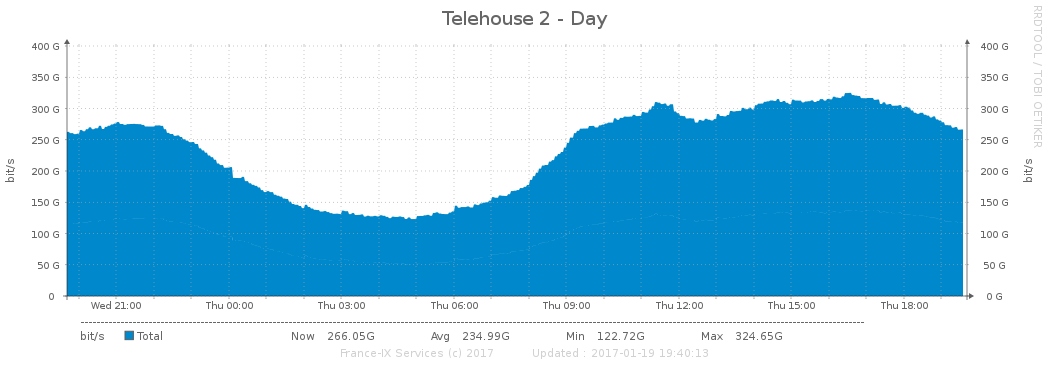 Telehouse 2 - Day
RRDTOOL / TOBI OETIKER
400 G 400 G
350 G 350 G
300 G 300 G
250 G 250 G
200 G 200 G
150 G 150 G
100 G 100 G
50 G 50 G
0 0 G
bit/s bit/s
Wed 21:00 Thu 00:00 Thu 03:00 Thu 06:00 Thu 09:00 Thu 12:00 Thu 15:00 Thu 18:00
bit/s Total Now 266.05G Avg 234.99G Min 122.72G Max 324.65G
France-IX Services (c) 2017 Updated : 2017-01-19 19:40:13